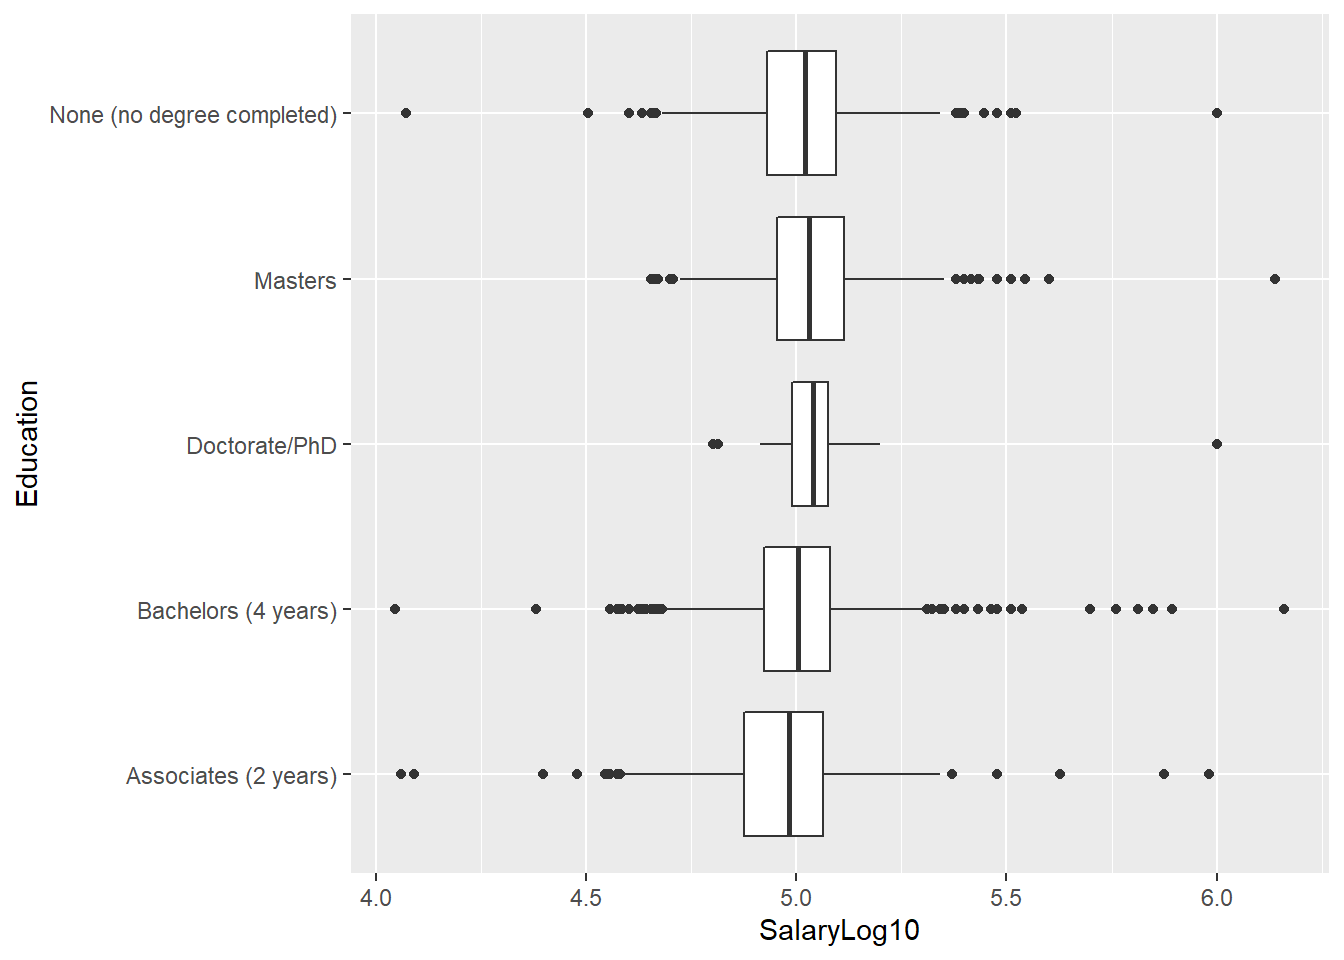 None (no degree completed)
Masters
Doctorate/PhD
Bachelors (4 years)
Associates (2 years)
Education
4.0 4.5 5.0 5.5 6.0
SalaryLog10